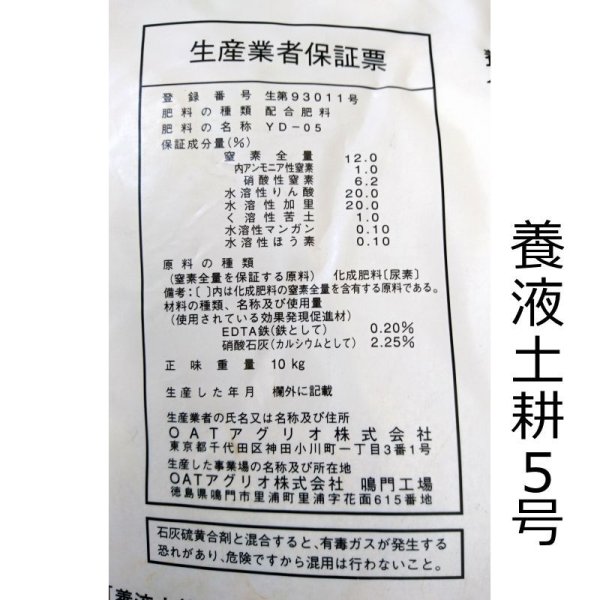 生産業者保証票
登録番号 生第93011号
肥料の種類 配合肥料
肥料の名称 YD-05
保証成分量(%)
窒素全量 12.0
内アンモニア性窒素 1.0
硝酸性窒素 6.2
水溶性りん酸 20.0
水溶性加里 20.0
く溶性苦土 1.0
水溶性マンガン 0.10
水溶性ほう素 0.10
原料の種類
(窒素全量を保証する原料) 化成肥料[尿素]
備考:[ ]内は化成肥料の窒素全量を含有する原料である。
材料の種類、名称及び使用量
(使用されている効果発現促進材)
EDTA鉄(鉄として) 0.20%
硝酸石灰(カルシウムとして) 2.25%
正味重量 10kg
生産した年月 欄外に記載
生産業者の氏名又は名称及び住所
OATアグリオ株式会社
東京都千代田区神田小川町一丁目3番1号
生産した事業場の名称及び所在地
OATアグリオ株式会社 鳴門工場
徳島県鳴門市里浦町里浦字花面615番地
石灰硫黄合剤と混合すると、有毒ガスが発生する
恐れがあり、危険ですから混用は行わないこと。
養液土耕5号